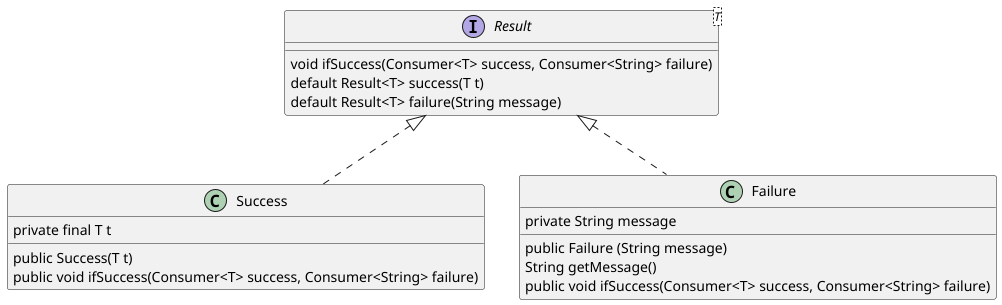 I Result T
void ifSuccess(Consumer<T> success, Consumer<String> failure)
default Result<T> success(T t)
default Result<T> failure(String message)
C Success
private final T t
public Success(T t)
public void ifSuccess(Consumer<T> success, Consumer<String> failure)
C Failure
private String message
public Failure (String message)
String getMessage()
public void ifSuccess(Consumer<T> success, Consumer<String> failure)